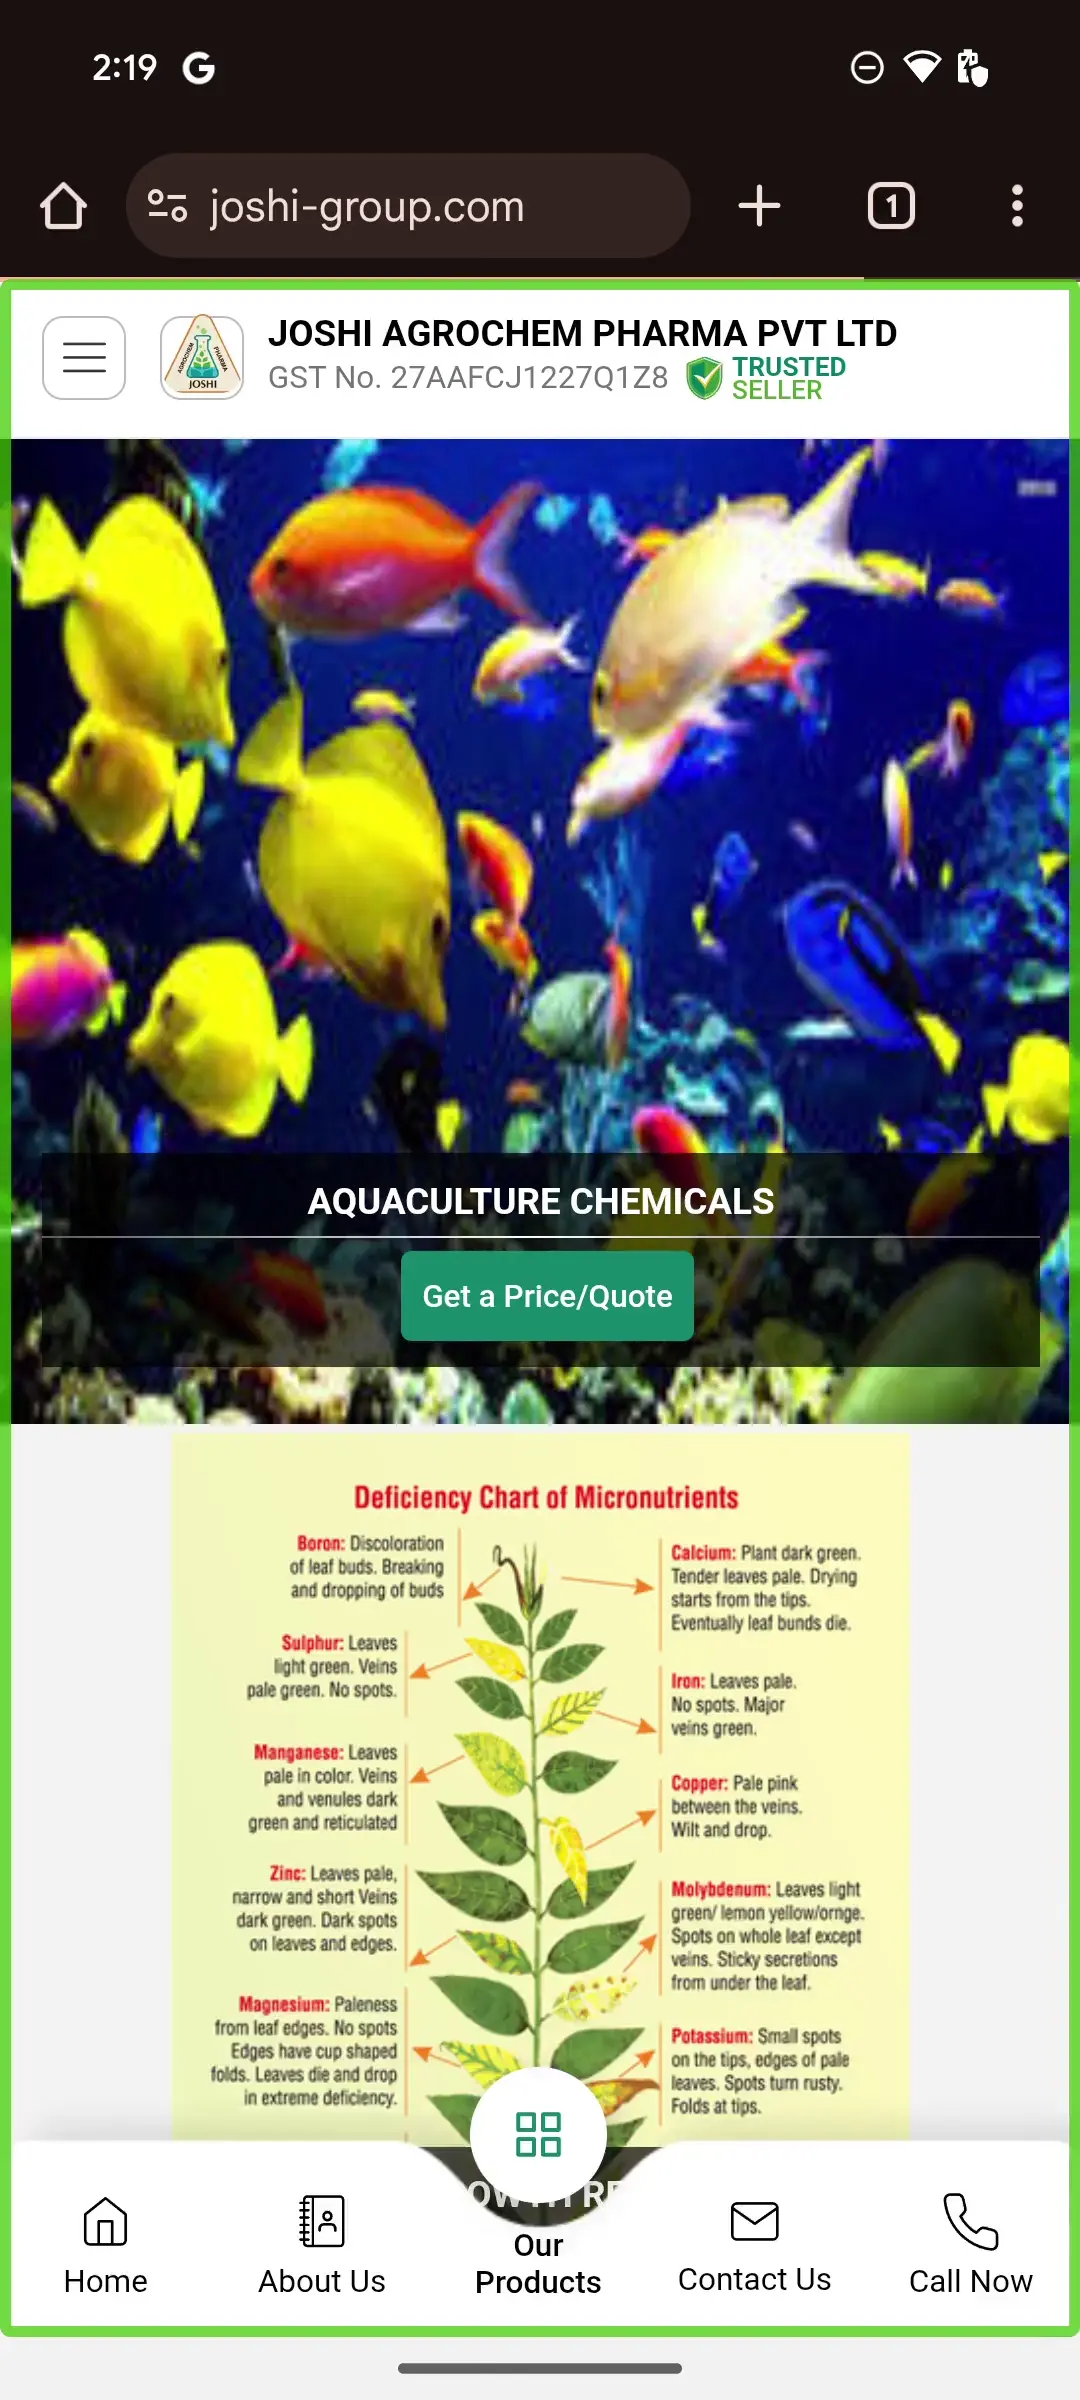 2:19
joshi-group.com
1
JOSHI AGROCHEM PHARMA PVT LTD
GST No. 27AAFCJ1227Q1Z8
TRUSTED
SELLER
AGROCHEM PHARMA
JOSHI
AQUACULTURE CHEMICALS
Get a Price/Quote
Deficiency Chart of Micronutrients
Boron: Discoloration
of leaf buds. Breaking
and dropping of buds
Calcium: Plant dark green.
Tender leaves pale. Drying
starts from the tips.
Eventually leaf bunds die.
Sulphur: Leaves
light green. Veins
pale green. No spots.
Iron: Leaves pale.
No spots. Major
veins green.
Manganese: Leaves
pale in color. Veins
and venules dark
green and reticulated
Copper: Pale pink
between the veins.
Wilt and drop.
Zinc: Leaves pale,
narrow and short Veins
dark green. Dark spots
on leaves and edges.
Molybdenum: Leaves light
green/ lemon yellow/ornge.
Spots on whole leaf except
veins. Sticky secretions
from under the leaf.
Magnesium: Paleness
from leaf edges. No spots
Edges have cup shaped
folds. Leaves die and drop
in extreme deficiency.
Potassium: Small spots
on the tips, edges of pale
leaves. Spots turn rusty.
Folds at tips.
Home
About Us
Our
Products
Contact Us
Call Now